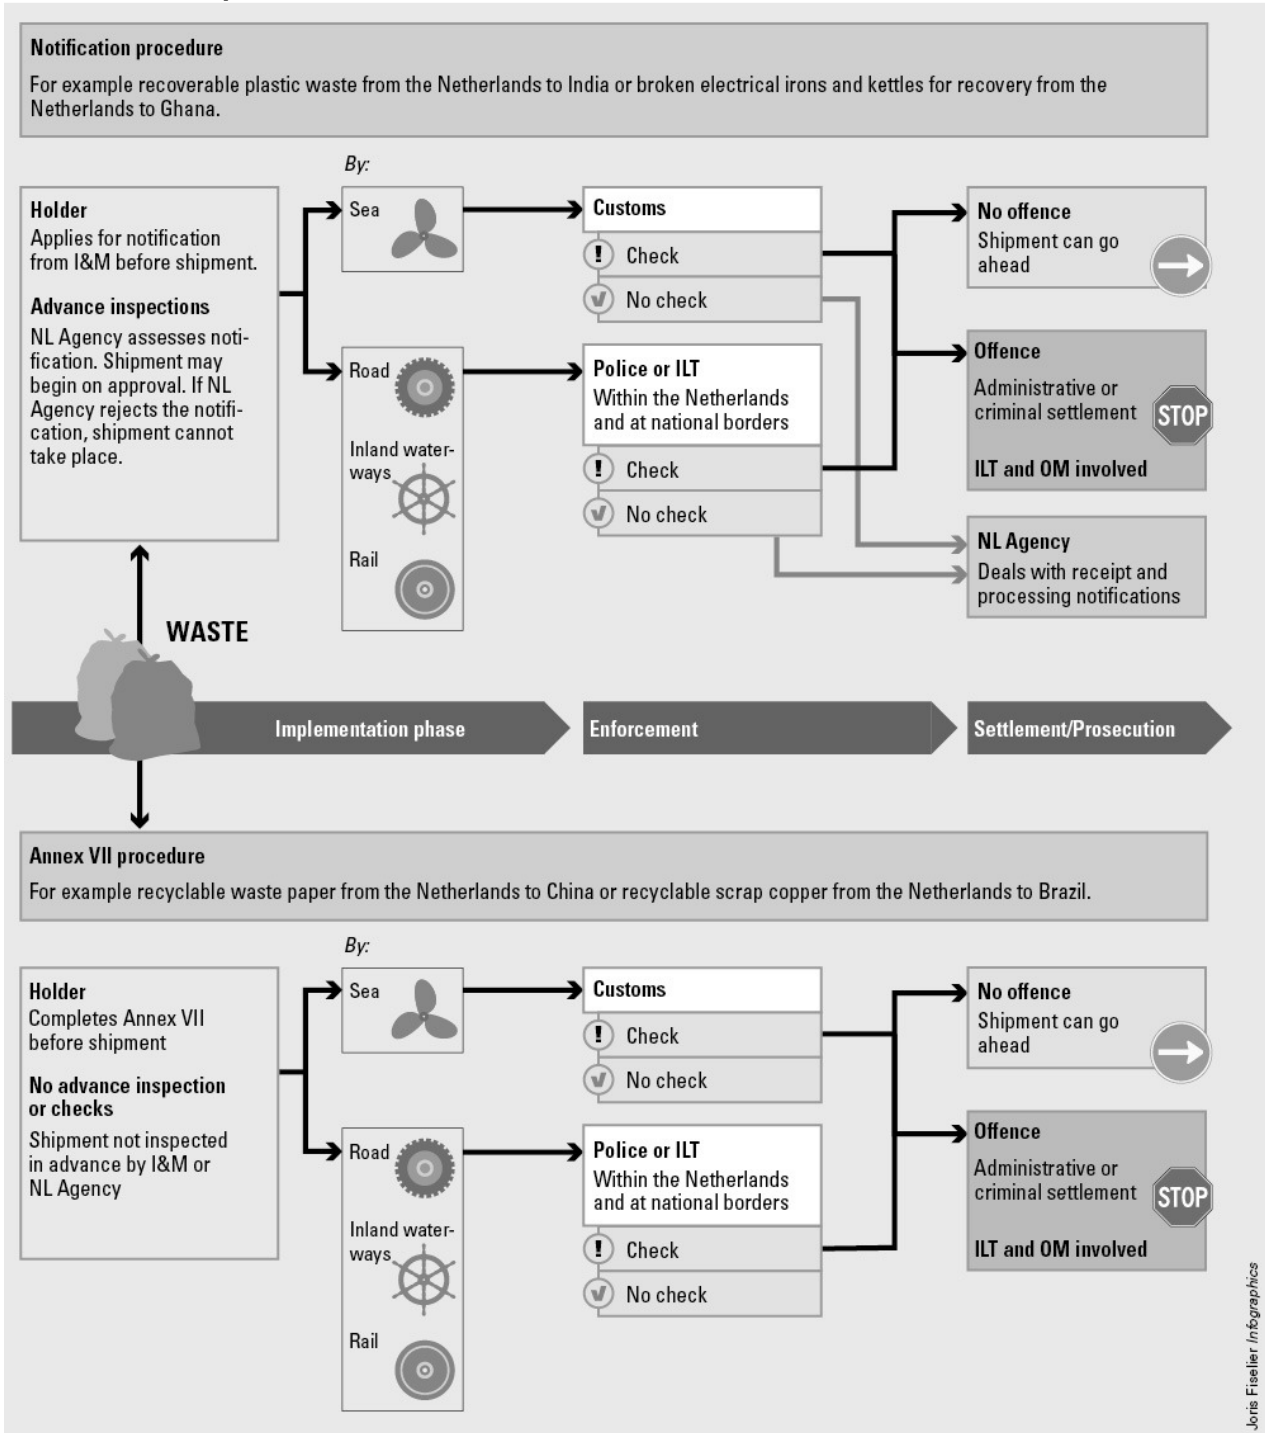 Notification procedure
For example recoverable plastic waste from the Netherlands to India or broken electrical irons and kettles for recovery from the
Netherlands to Ghana.
By:
Holder
Applies for notification
from I&M before shipment.
Advance inspections
NL Agency assesses noti-
fication. Shipment may
begin on approval. If NL
Agency rejects the notifi-
cation, shipment cannot
take place.
Sea
Road
Inland water-
ways
Rail
Customs
Check
No check
Police or ILT
Within the Netherlands
and at national borders
Check
No check
No offence
Shipment can go
ahead
Offence
Administrative or
criminal settlement
STOP
ILT and OM involved
NL Agency
Deals with receipt and
processing notifications
WASTE
Implementation phase
Enforcement
Settlement/Prosecution
Annex VII procedure
For example recyclable waste paper from the Netherlands to China or recyclable scrap copper from the Netherlands to Brazil.
By:
Holder
Completes Annex VII
before shipment
No advance inspection
or checks
Shipment not inspected
in advance by I&M or
NL Agency
Sea
Road
Inland water-
ways
Rail
Customs
Check
No check
Police or ILT
Within the Netherlands
and at national borders
Check
No check
No offence
Shipment can go
ahead
Offence
Administrative or
criminal settlement
STOP
ILT and OM involved
Joris Fiselier Infographics